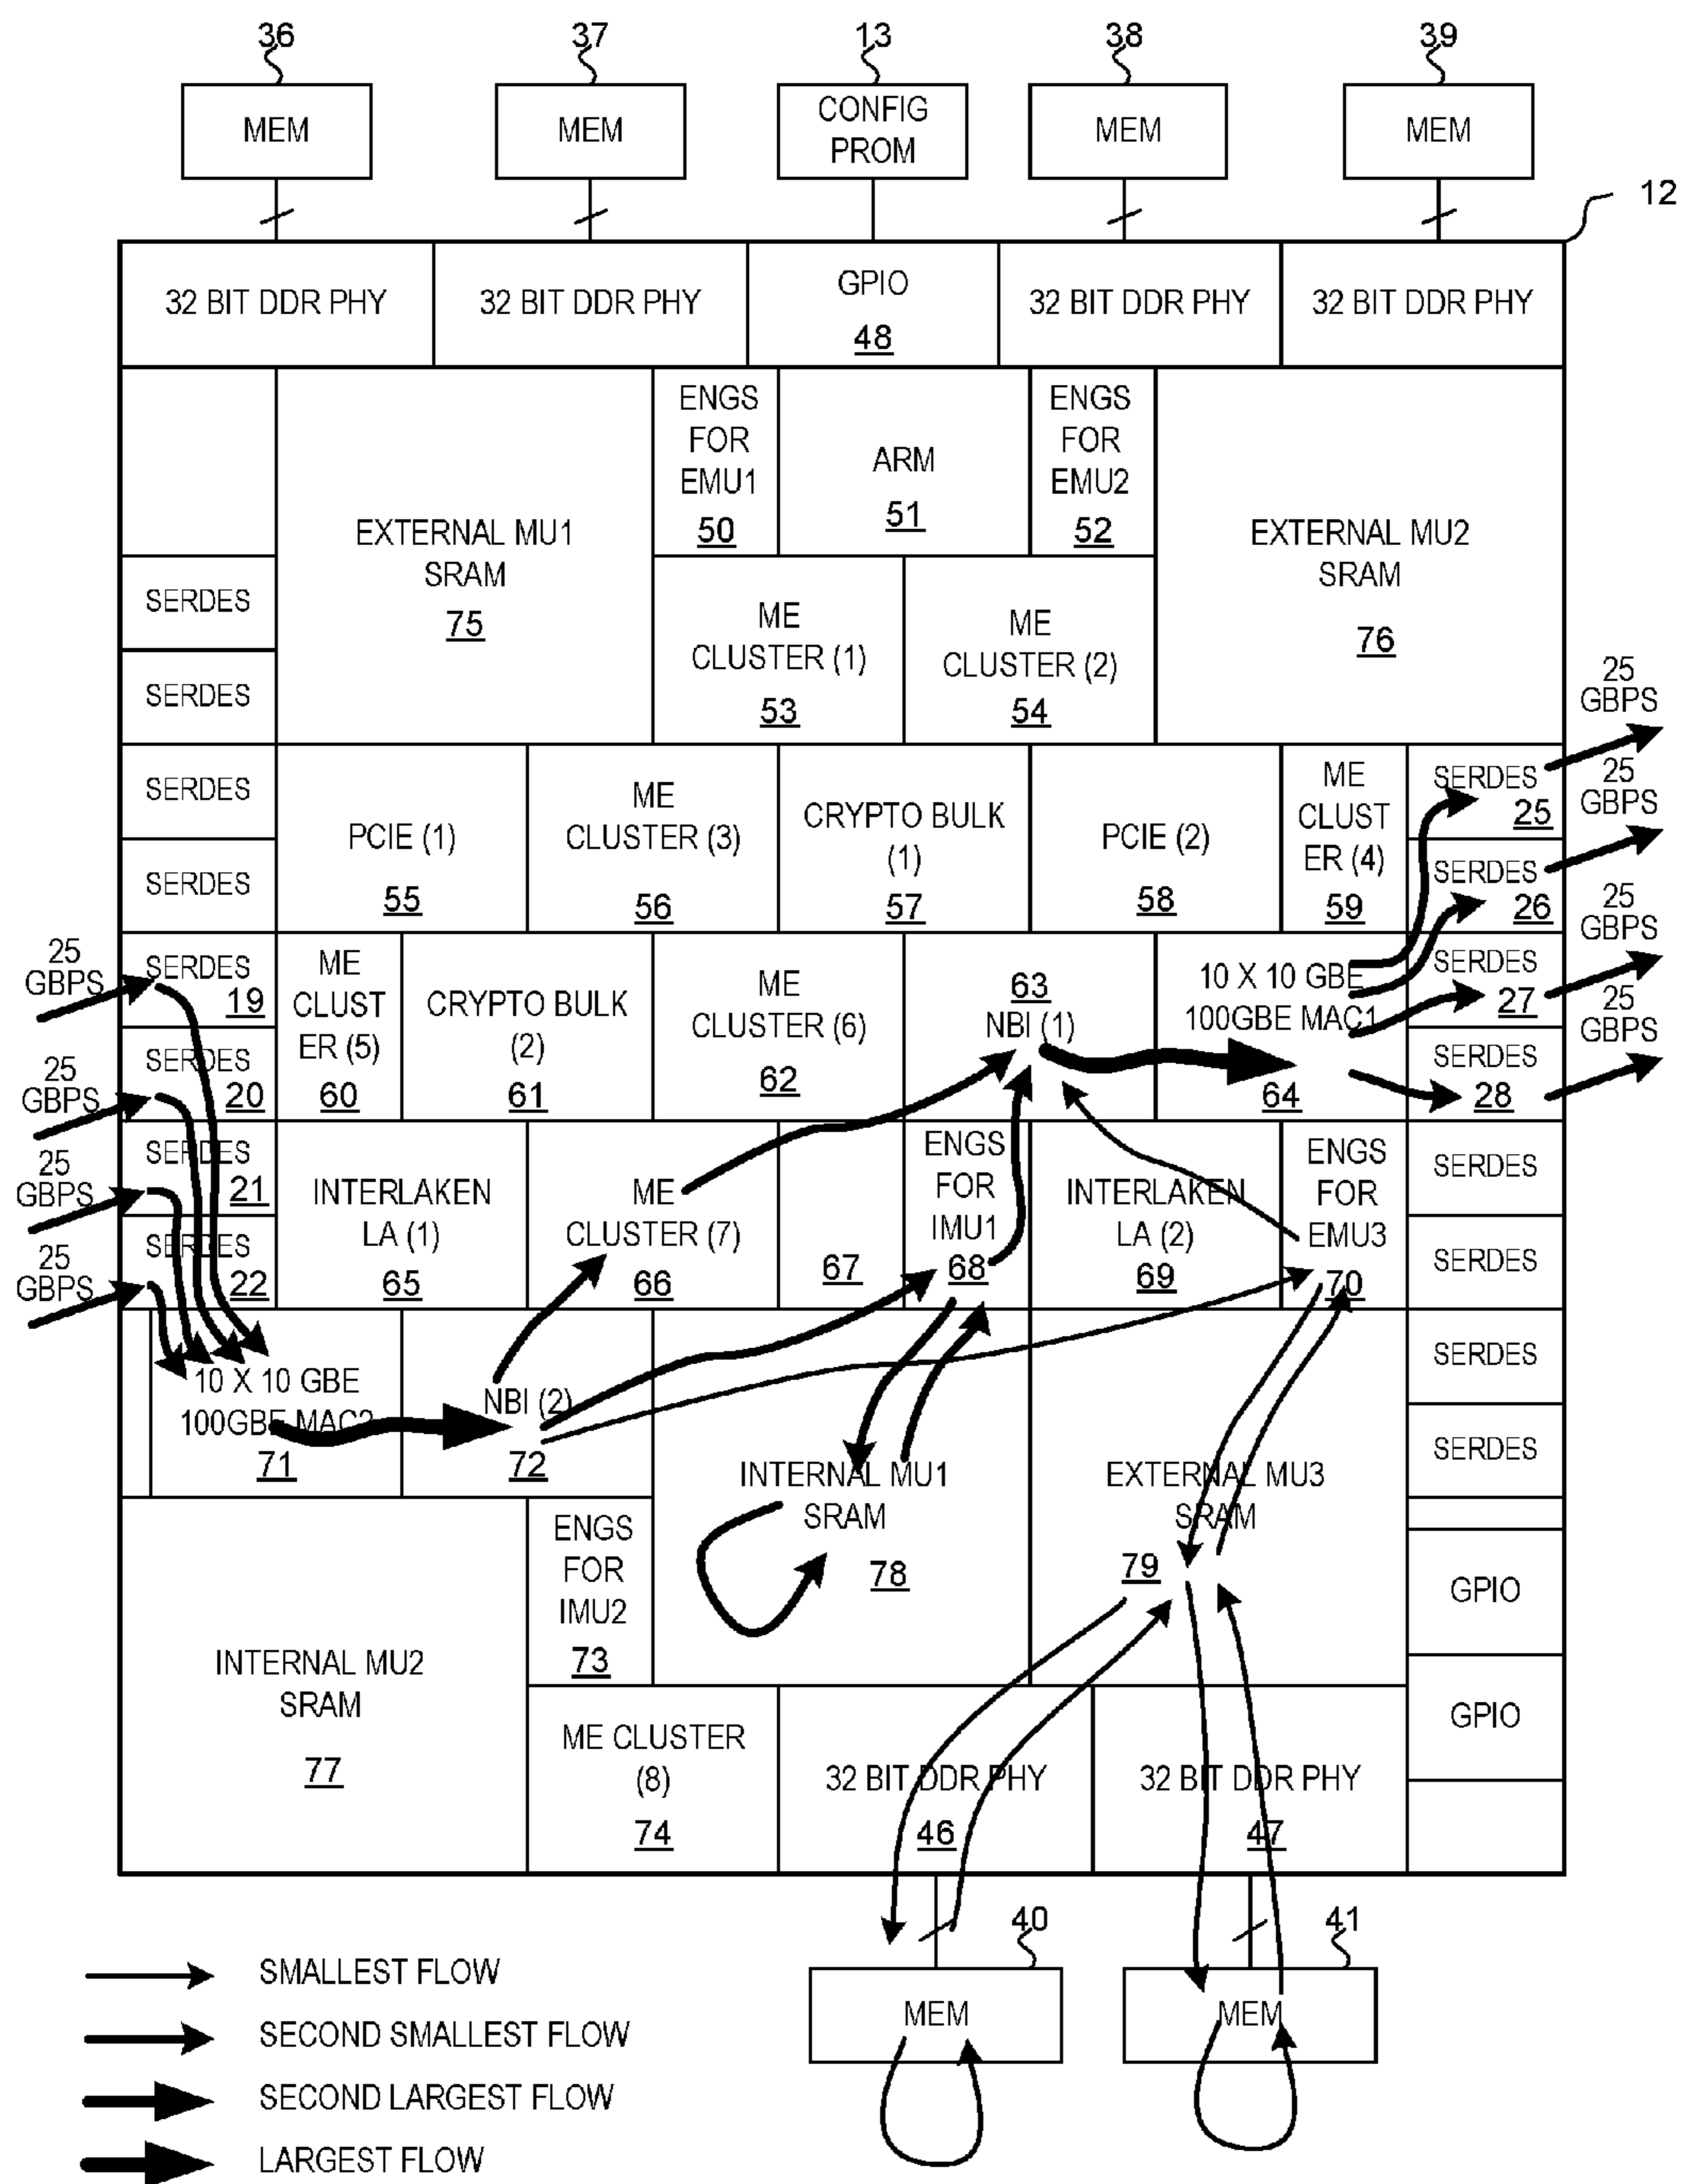 36
37
13
38
39
MEM
MEM
CONFIG
PROM
MEM
MEM
12
32 BIT DDR PHY
32 BIT DDR PHY
GPIO
48
32 BIT DDR PHY
32 BIT DDR PHY
EXTERNAL MU1
SRAM
75
ENGS
FOR
EMU1
50
ARM
51
ENGS
FOR
EMU2
52
EXTERNAL MU2
SRAM
76
SERDES
SERDES
ME
CLUSTER (1)
53
ME
CLUSTER (2)
54
SERDES
SERDES
PCIE (1)
55
ME
CLUSTER (3)
56
CRYPTO BULK
(1)
57
PCIE (2)
58
ME
CLUST
ER (4)
59
SERDES
25
SERDES
26
25
GBPS
25
GBPS
25
GBPS
25
GBPS
25
GBPS
25
GBPS
25
GBPS
25
GBPS
SERDES
19
SERDES
20
ME
CLUST
ER (5)
60
CRYPTO BULK
(2)
61
ME
CLUSTER (6)
62
63
NBI (1)
10 X 10 GBE
100GBE MAC1
64
SERDES
27
SERDES
28
SERDES
21
SERDES
22
INTERLAKEN
LA (1)
65
ME
CLUSTER (7)
66
67
ENGS
FOR
IMU1
68
INTERLAKEN
LA (2)
69
ENGS
FOR
EMU3
70
SERDES
SERDES
10 X 10 GBE
100GBE MAC2
71
NBI (2)
72
INTERNAL MU1
SRAM
78
EXTERNAL MU3
SRAM
79
SERDES
SERDES
INTERNAL MU2
SRAM
77
ENGS
FOR
IMU2
73
GPIO
GPIO
ME CLUSTER
(8)
74
32 BIT DDR PHY
46
32 BIT DDR PHY
47
40
41
MEM
MEM
SMALLEST FLOW
SECOND SMALLEST FLOW
SECOND LARGEST FLOW
LARGEST FLOW